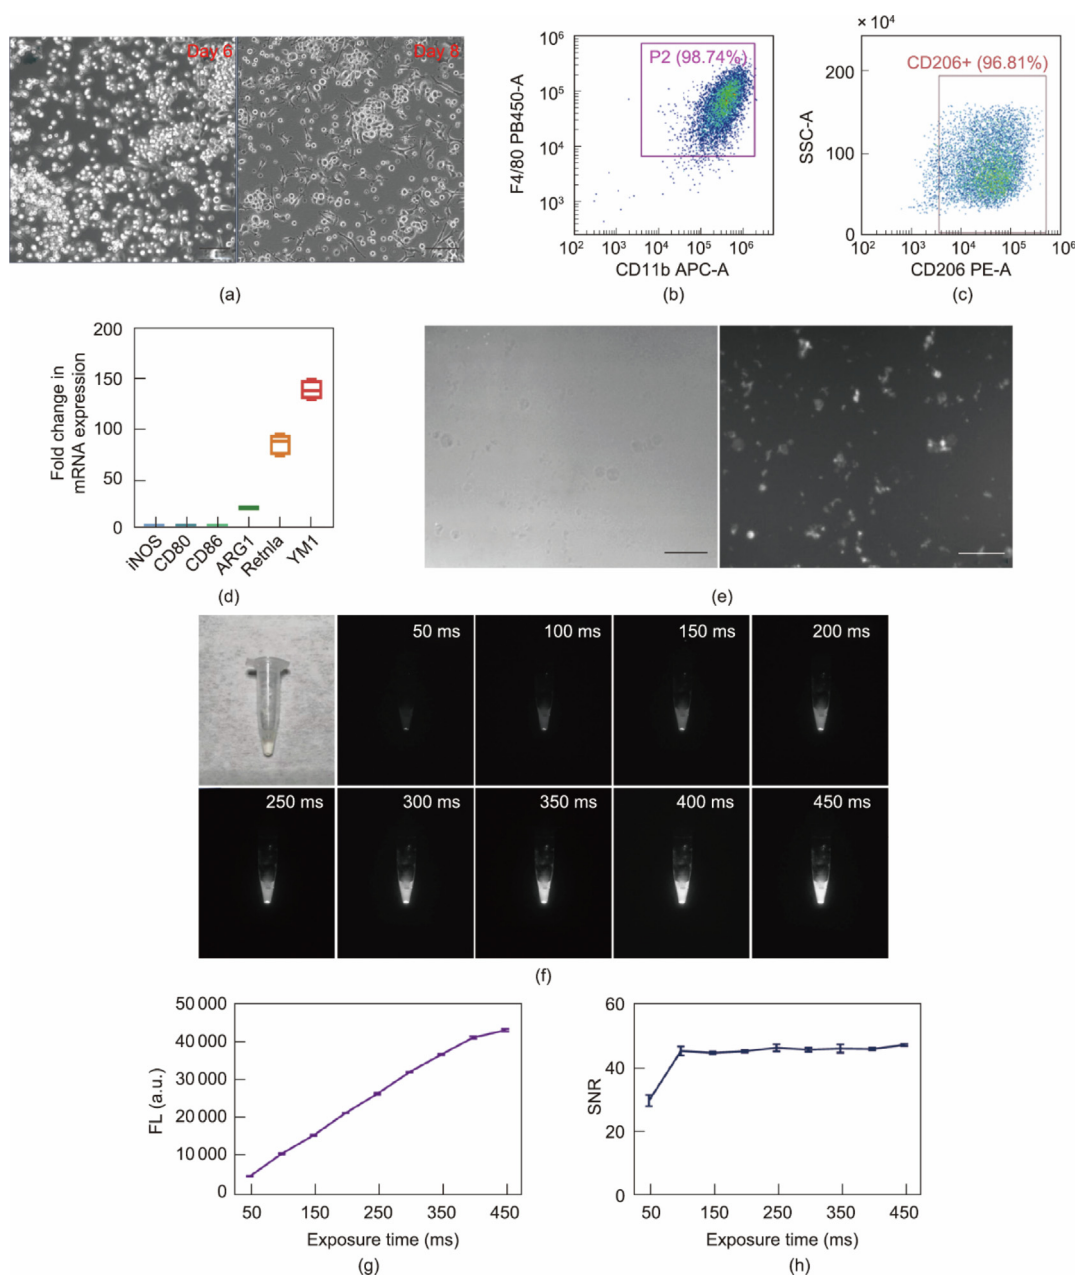 Day 6
Day 8
(a)
F4/80 PB450-A
10⁶
10⁵
10⁴
10³
P2 (98.74%)
10² 10³ 10⁴ 10⁵ 10⁶
CD11b APC-A
(b)
× 10⁴
SSC-A
200
100
0
CD206+ (96.81%)
10² 10³ 10⁴ 10⁵ 10⁶
CD206 PE-A
(c)
Fold change in
mRNA expression
200
150
100
50
0
iNOS CD80 CD86 ARG1 Retnla YM1
(d)
(e)
50 ms 100 ms 150 ms 200 ms
250 ms 300 ms 350 ms 400 ms 450 ms
(f)
FL (a.u.)
50 000
40 000
30 000
20 000
10 000
0
50 150 250 350 450
Exposure time (ms)
(g)
SNR
60
40
20
0
50 150 250 350 450
Exposure time (ms)
(h)